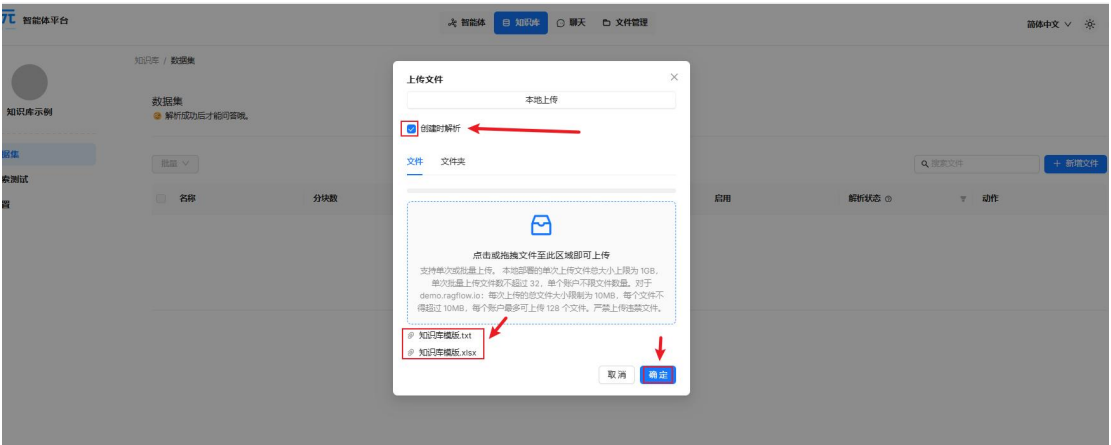 智能体平台
智能体 知识库 聊天 文件管理
简体中文
知识库 / 数据集
知识库示例
数据集
解析成功后才能问答哦。
据集
索测试
置
批量
搜索文件
+ 新增文件
名称 分块数 启用 解析状态 动作
上传文件
本地上传
创建时解析
文件 文件夹
点击或拖拽文件至此区域即可上传
支持单次或批量上传。 本地部署的单次上传文件总大小上限为 1GB,
单次批量上传文件数不超过 32, 单个账户不限文件数量。对于
demo.ragflow.io: 每次上传的总文件大小限制为 10MB, 每个文件不
得超过 10MB, 每个账户最多可上传 128 个文件。严禁上传违禁文件。
知识库模版.txt
知识库模版.xlsx
取消 确定